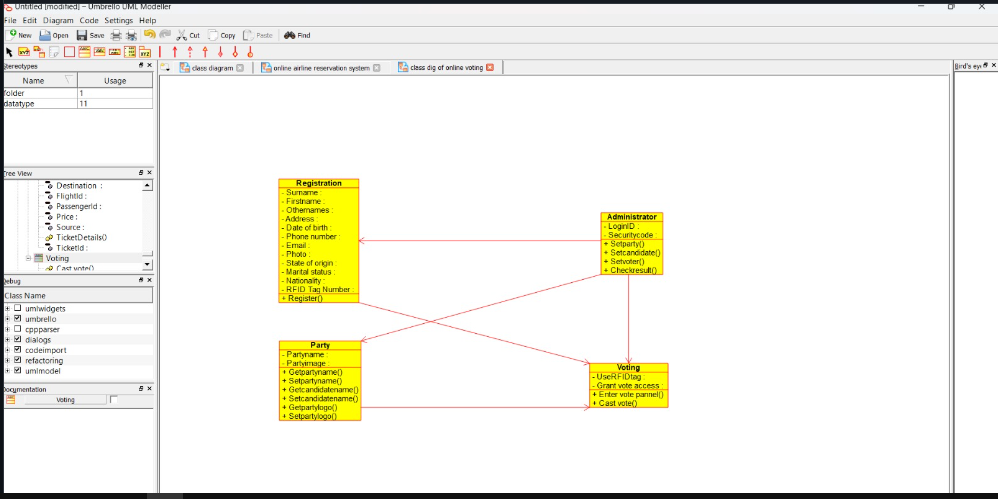 Untitled [modified] – Umbrello UML Modeller
File Edit Diagram Code Settings Help
New Open Save Cut Copy Paste Find
class diagram online airline reservation system class dig of online voting
Stereotypes
Name Usage
folder 1
datatype 11
Tree View
Destination :
FlightId :
PassengerId :
Price :
Source :
TicketDetails()
TicketId :
Voting
Cast vote()
Debug
Class Name
umlwidgets
umbrello
cppparser
dialogs
codeimport
refactoring
umlmodel
Documentation
Voting
Bird's eye
Registration
- Surname
- Firstname :
- Othernames :
- Address :
- Date of birth :
- Phone number :
- Email :
- Photo :
- State of origin :
- Marital status :
- Nationality :
- RFID Tag Number :
+ Register()
Administrator
- LoginID :
- Securitycode :
+ Setparty()
+ Setcandidate()
+ Setvoter()
+ Checkresult()
Party
- Partyname :
- Partyimage :
+ Getpartyname()
+ Setpartyname()
+ Getcandidatename()
+ Setcandidatename()
+ Getpartylogo()
+ Setpartylogo()
Voting
- UseRFIDtag :
- Grant vote access :
+ Enter vote pannel()
+ Cast vote()